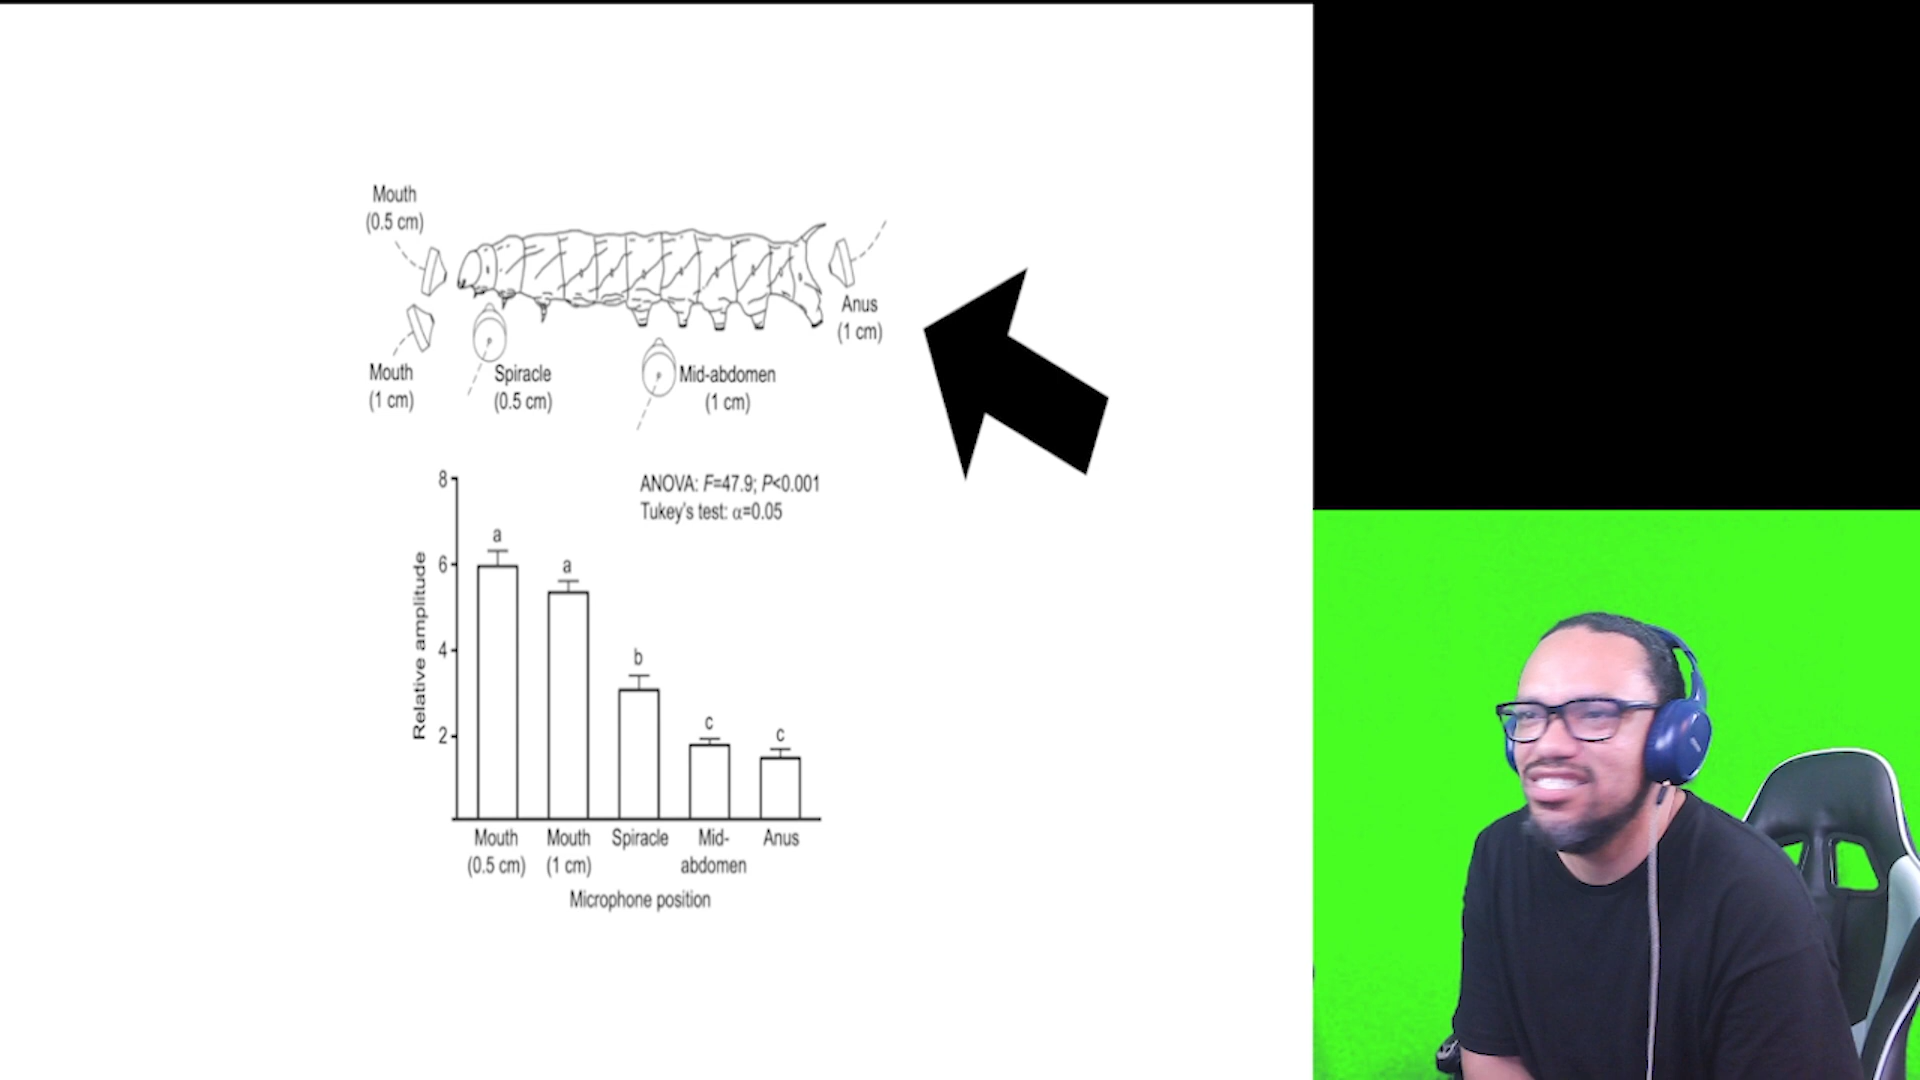 Mouth
(0.5 cm)
Anus
(1 cm)
Mouth
(1 cm)
Spiracle
(0.5 cm)
Mid-abdomen
(1 cm)
ANOVA: F=47.9; P<0.001
Tukey's test: α=0.05
Relative amplitude
8
6
4
2
a
a
b
c
c
Mouth
(0.5 cm)
Mouth
(1 cm)
Spiracle
Mid-
abdomen
Anus
Microphone position